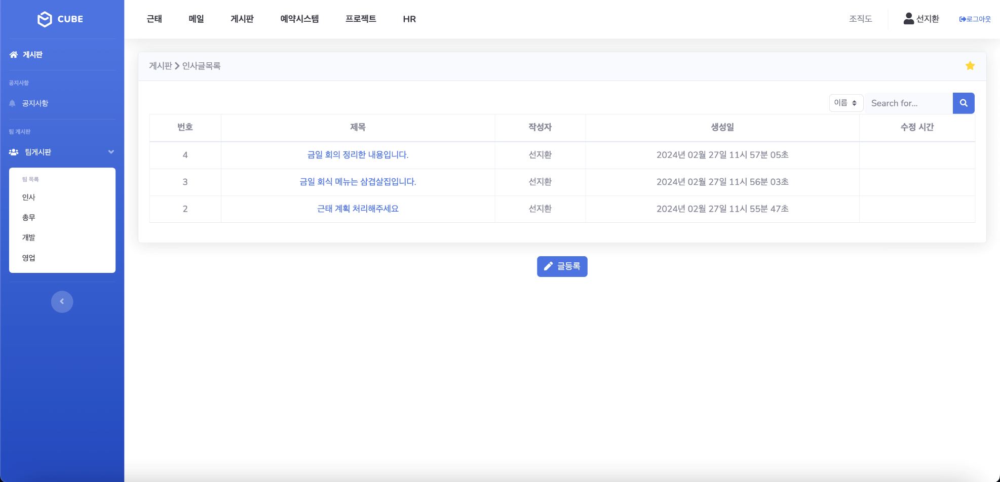 CUBE
근태 메일 게시판 예약시스템 프로젝트 HR 조직도 선지환 로그아웃
게시판
공지사항
공지사항
팀 게시판
팀게시판
팀 목록
인사
총무
개발
영업
게시판 인사글목록
이름 Search for...
번호 제목 작성자 생성일 수정 시간
4 금일 회의 정리한 내용입니다. 선지환 2024년 02월 27일 11시 57분 05초
3 금일 회식 메뉴는 삼겹살집입니다. 선지환 2024년 02월 27일 11시 56분 03초
2 근태 계획 처리해주세요 선지환 2024년 02월 27일 11시 55분 47초
글등록